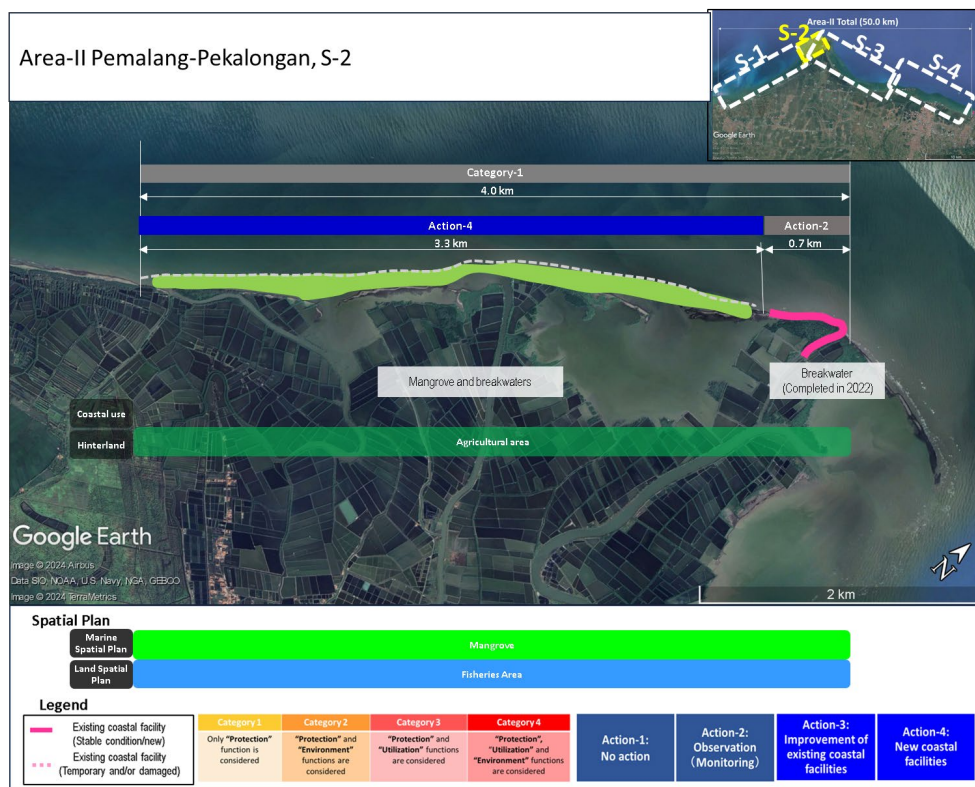 Area-II Pemalang-Pekalongan, S-2
Area-II Total (50.0 km)
S-1
S-2
S-3
S-4
Google Earth
Category-1
4.0 km
Action-4
Action-2
3.3 km
0.7 km
Mangrove and breakwaters
Breakwater
(Completed in 2022)
Coastal use
Hinterland
Agricultural area
Google Earth
Image © 2024 Airbus
Data SIO, NOAA, U.S. Navy, NGA, GEBCO
Image © 2024 TerraMetrics
N
2 km
Spatial Plan
Marine
Spatial Plan
Mangrove
Land Spatial
Plan
Fisheries Area
Legend
Existing coastal facility
(Stable condition/new)
Existing coastal facility
(Temporary and/or damaged)
Category 1
Only "Protection"
function is
considered
Category 2
"Protection" and
"Environment"
functions are
considered
Category 3
"Protection" and
"Utilization" functions
are considered
Category 4
"Protection",
"Utilization" and
"Environment" functions
are considered
Action-1:
No action
Action-2:
Observation
(Monitoring)
Action-3:
Improvement of
existing coastal
facilities
Action-4:
New coastal
facilities